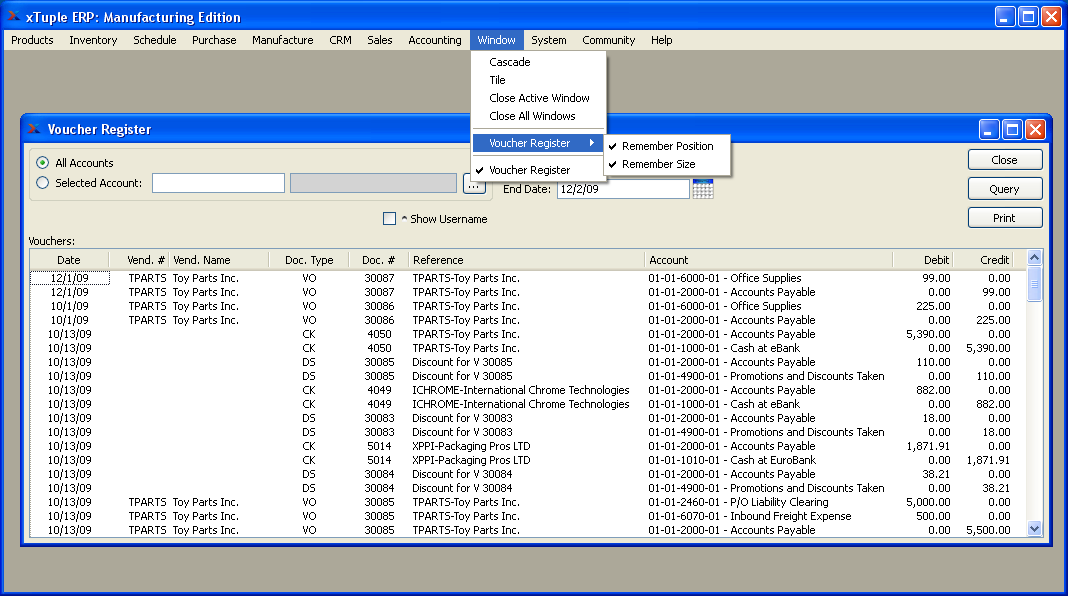 xTuple ERP: Manufacturing Edition
Products Inventory Schedule Purchase Manufacture CRM Sales Accounting Window System Community Help
Cascade
Tile
Close Active Window
Close All Windows
Voucher Register
Remember Position
Remember Size
Voucher Register
Voucher Register
All Accounts
Selected Account: ... End Date: 12/2/09
^ Show Username
Close
Query
Print
Vouchers:
Date Vend. # Vend. Name Doc. Type Doc. # Reference Account Debit Credit
12/1/09 TPARTS Toy Parts Inc. VO 30087 TPARTS-Toy Parts Inc. 01-01-6000-01 - Office Supplies 99.00 0.00
12/1/09 TPARTS Toy Parts Inc. VO 30087 TPARTS-Toy Parts Inc. 01-01-2000-01 - Accounts Payable 0.00 99.00
10/1/09 TPARTS Toy Parts Inc. VO 30086 TPARTS-Toy Parts Inc. 01-01-6000-01 - Office Supplies 225.00 0.00
10/1/09 TPARTS Toy Parts Inc. VO 30086 TPARTS-Toy Parts Inc. 01-01-2000-01 - Accounts Payable 0.00 225.00
10/13/09 CK 4050 TPARTS-Toy Parts Inc. 01-01-2000-01 - Accounts Payable 5,390.00 0.00
10/13/09 CK 4050 TPARTS-Toy Parts Inc. 01-01-1000-01 - Cash at eBank 0.00 5,390.00
10/13/09 DS 30085 Discount for V 30085 01-01-2000-01 - Accounts Payable 110.00 0.00
10/13/09 DS 30085 Discount for V 30085 01-01-4900-01 - Promotions and Discounts Taken 0.00 110.00
10/13/09 CK 4049 ICHROME-International Chrome Technologies 01-01-2000-01 - Accounts Payable 882.00 0.00
10/13/09 CK 4049 ICHROME-International Chrome Technologies 01-01-1000-01 - Cash at eBank 0.00 882.00
10/13/09 DS 30083 Discount for V 30083 01-01-2000-01 - Accounts Payable 18.00 0.00
10/13/09 DS 30083 Discount for V 30083 01-01-4900-01 - Promotions and Discounts Taken 0.00 18.00
10/13/09 CK 5014 XPPI-Packaging Pros LTD 01-01-2000-01 - Accounts Payable 1,871.91 0.00
10/13/09 CK 5014 XPPI-Packaging Pros LTD 01-01-1010-01 - Cash at EuroBank 0.00 1,871.91
10/13/09 DS 30084 Discount for V 30084 01-01-2000-01 - Accounts Payable 38.21 0.00
10/13/09 DS 30084 Discount for V 30084 01-01-4900-01 - Promotions and Discounts Taken 0.00 38.21
10/13/09 TPARTS Toy Parts Inc. VO 30085 TPARTS-Toy Parts Inc. 01-01-2460-01 - P/O Liability Clearing 5,000.00 0.00
10/13/09 TPARTS Toy Parts Inc. VO 30085 TPARTS-Toy Parts Inc. 01-01-6070-01 - Inbound Freight Expense 500.00 0.00
10/13/09 TPARTS Toy Parts Inc. VO 30085 TPARTS-Toy Parts Inc. 01-01-2000-01 - Accounts Payable 0.00 5,500.00